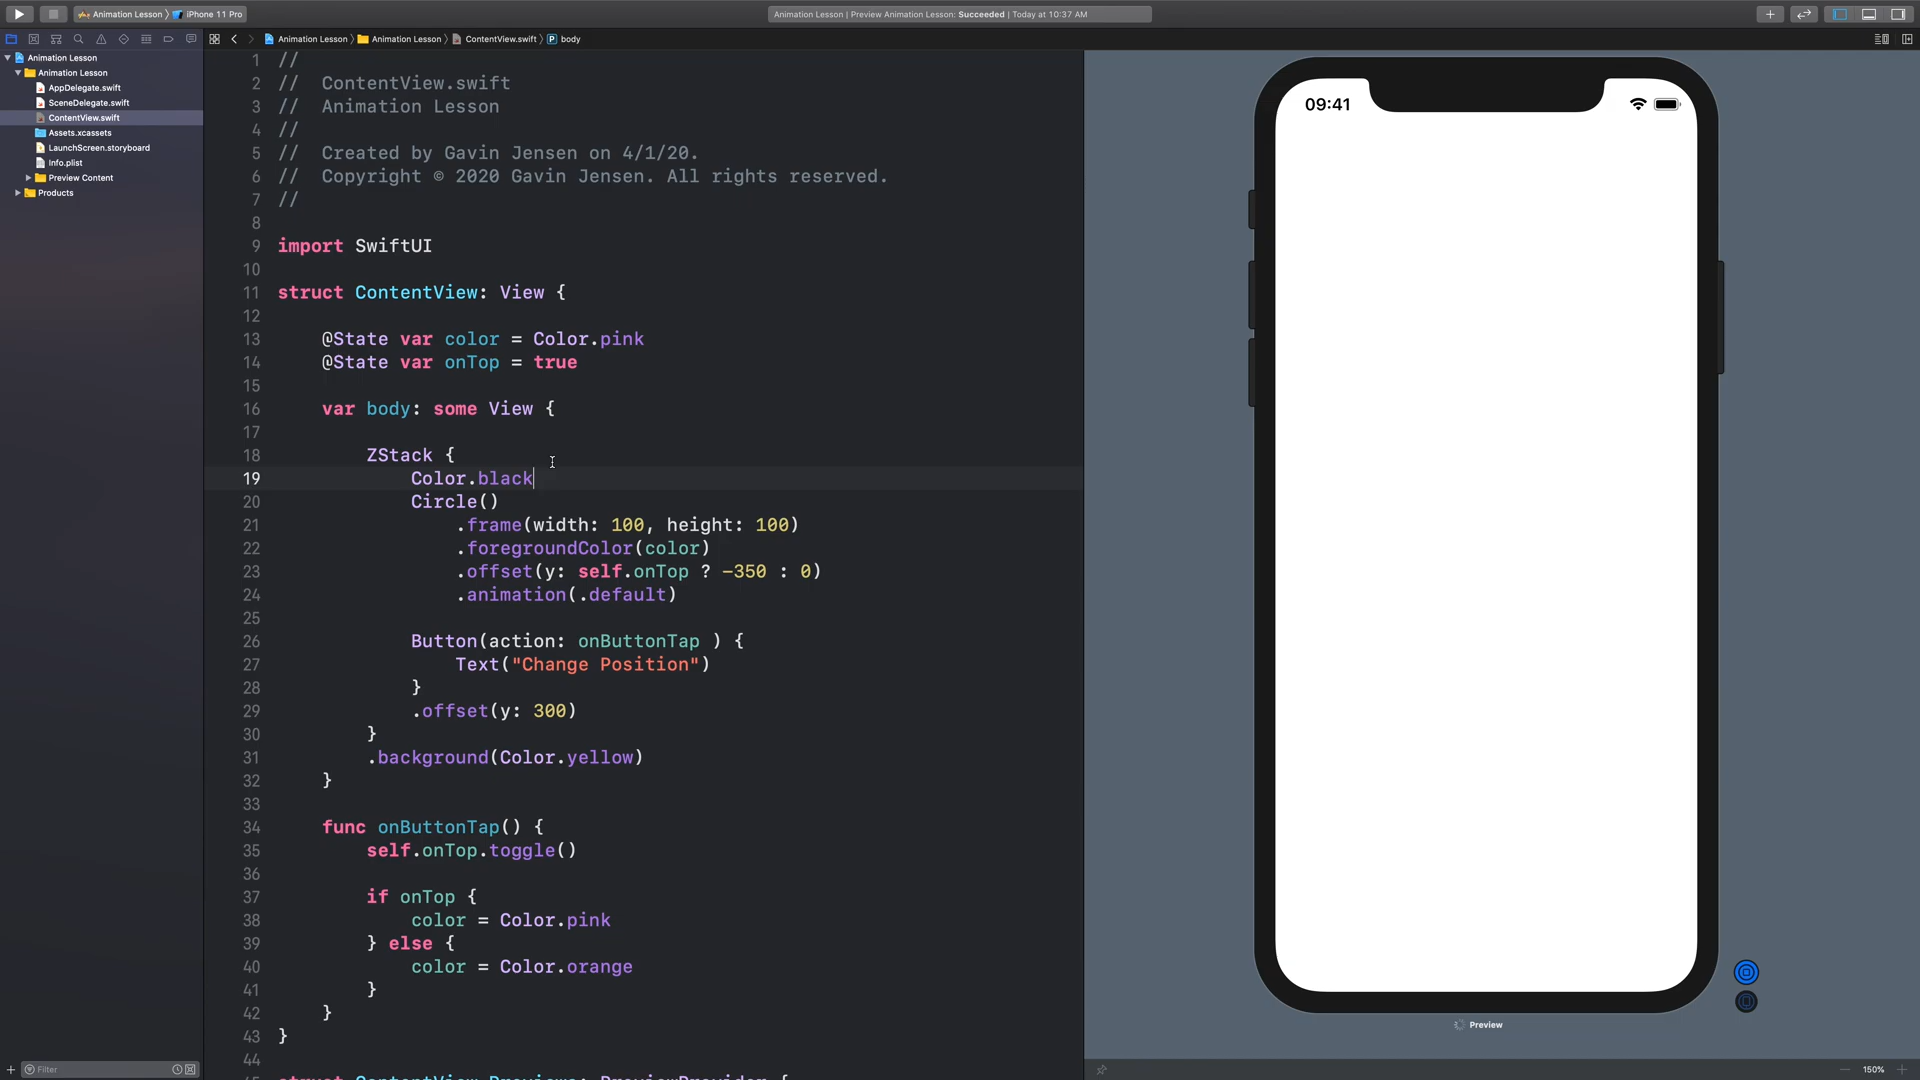 Animation Lesson ⟩ iPhone 11 Pro
Animation Lesson | Preview Animation Lesson: Succeeded | Today at 10:37 AM
Animation Lesson ⟩ Animation Lesson ⟩ ContentView.swift ⟩ P body
Animation Lesson
Animation Lesson
AppDelegate.swift
SceneDelegate.swift
ContentView.swift
Assets.xcassets
LaunchScreen.storyboard
Info.plist
Preview Content
Products
Filter
1 //
2 //  ContentView.swift
3 //  Animation Lesson
4 //
5 //  Created by Gavin Jensen on 4/1/20.
6 //  Copyright © 2020 Gavin Jensen. All rights reserved.
7 //
8
9 import SwiftUI
10
11 struct ContentView: View {
12
13     @State var color = Color.pink
14     @State var onTop = true
15
16     var body: some View {
17
18         ZStack {
19             Color.black
20             Circle()
21                 .frame(width: 100, height: 100)
22                 .foregroundColor(color)
23                 .offset(y: self.onTop ? -350 : 0)
24                 .animation(.default)
25
26             Button(action: onButtonTap ) {
27                 Text("Change Position")
28             }
29             .offset(y: 300)
30         }
31         .background(Color.yellow)
32     }
33
34     func onButtonTap() {
35         self.onTop.toggle()
36
37         if onTop {
38             color = Color.pink
39         } else {
40             color = Color.orange
41         }
42     }
43 }
44
45 struct ContentView_Previews: PreviewProvider {
09:41
Preview
150%